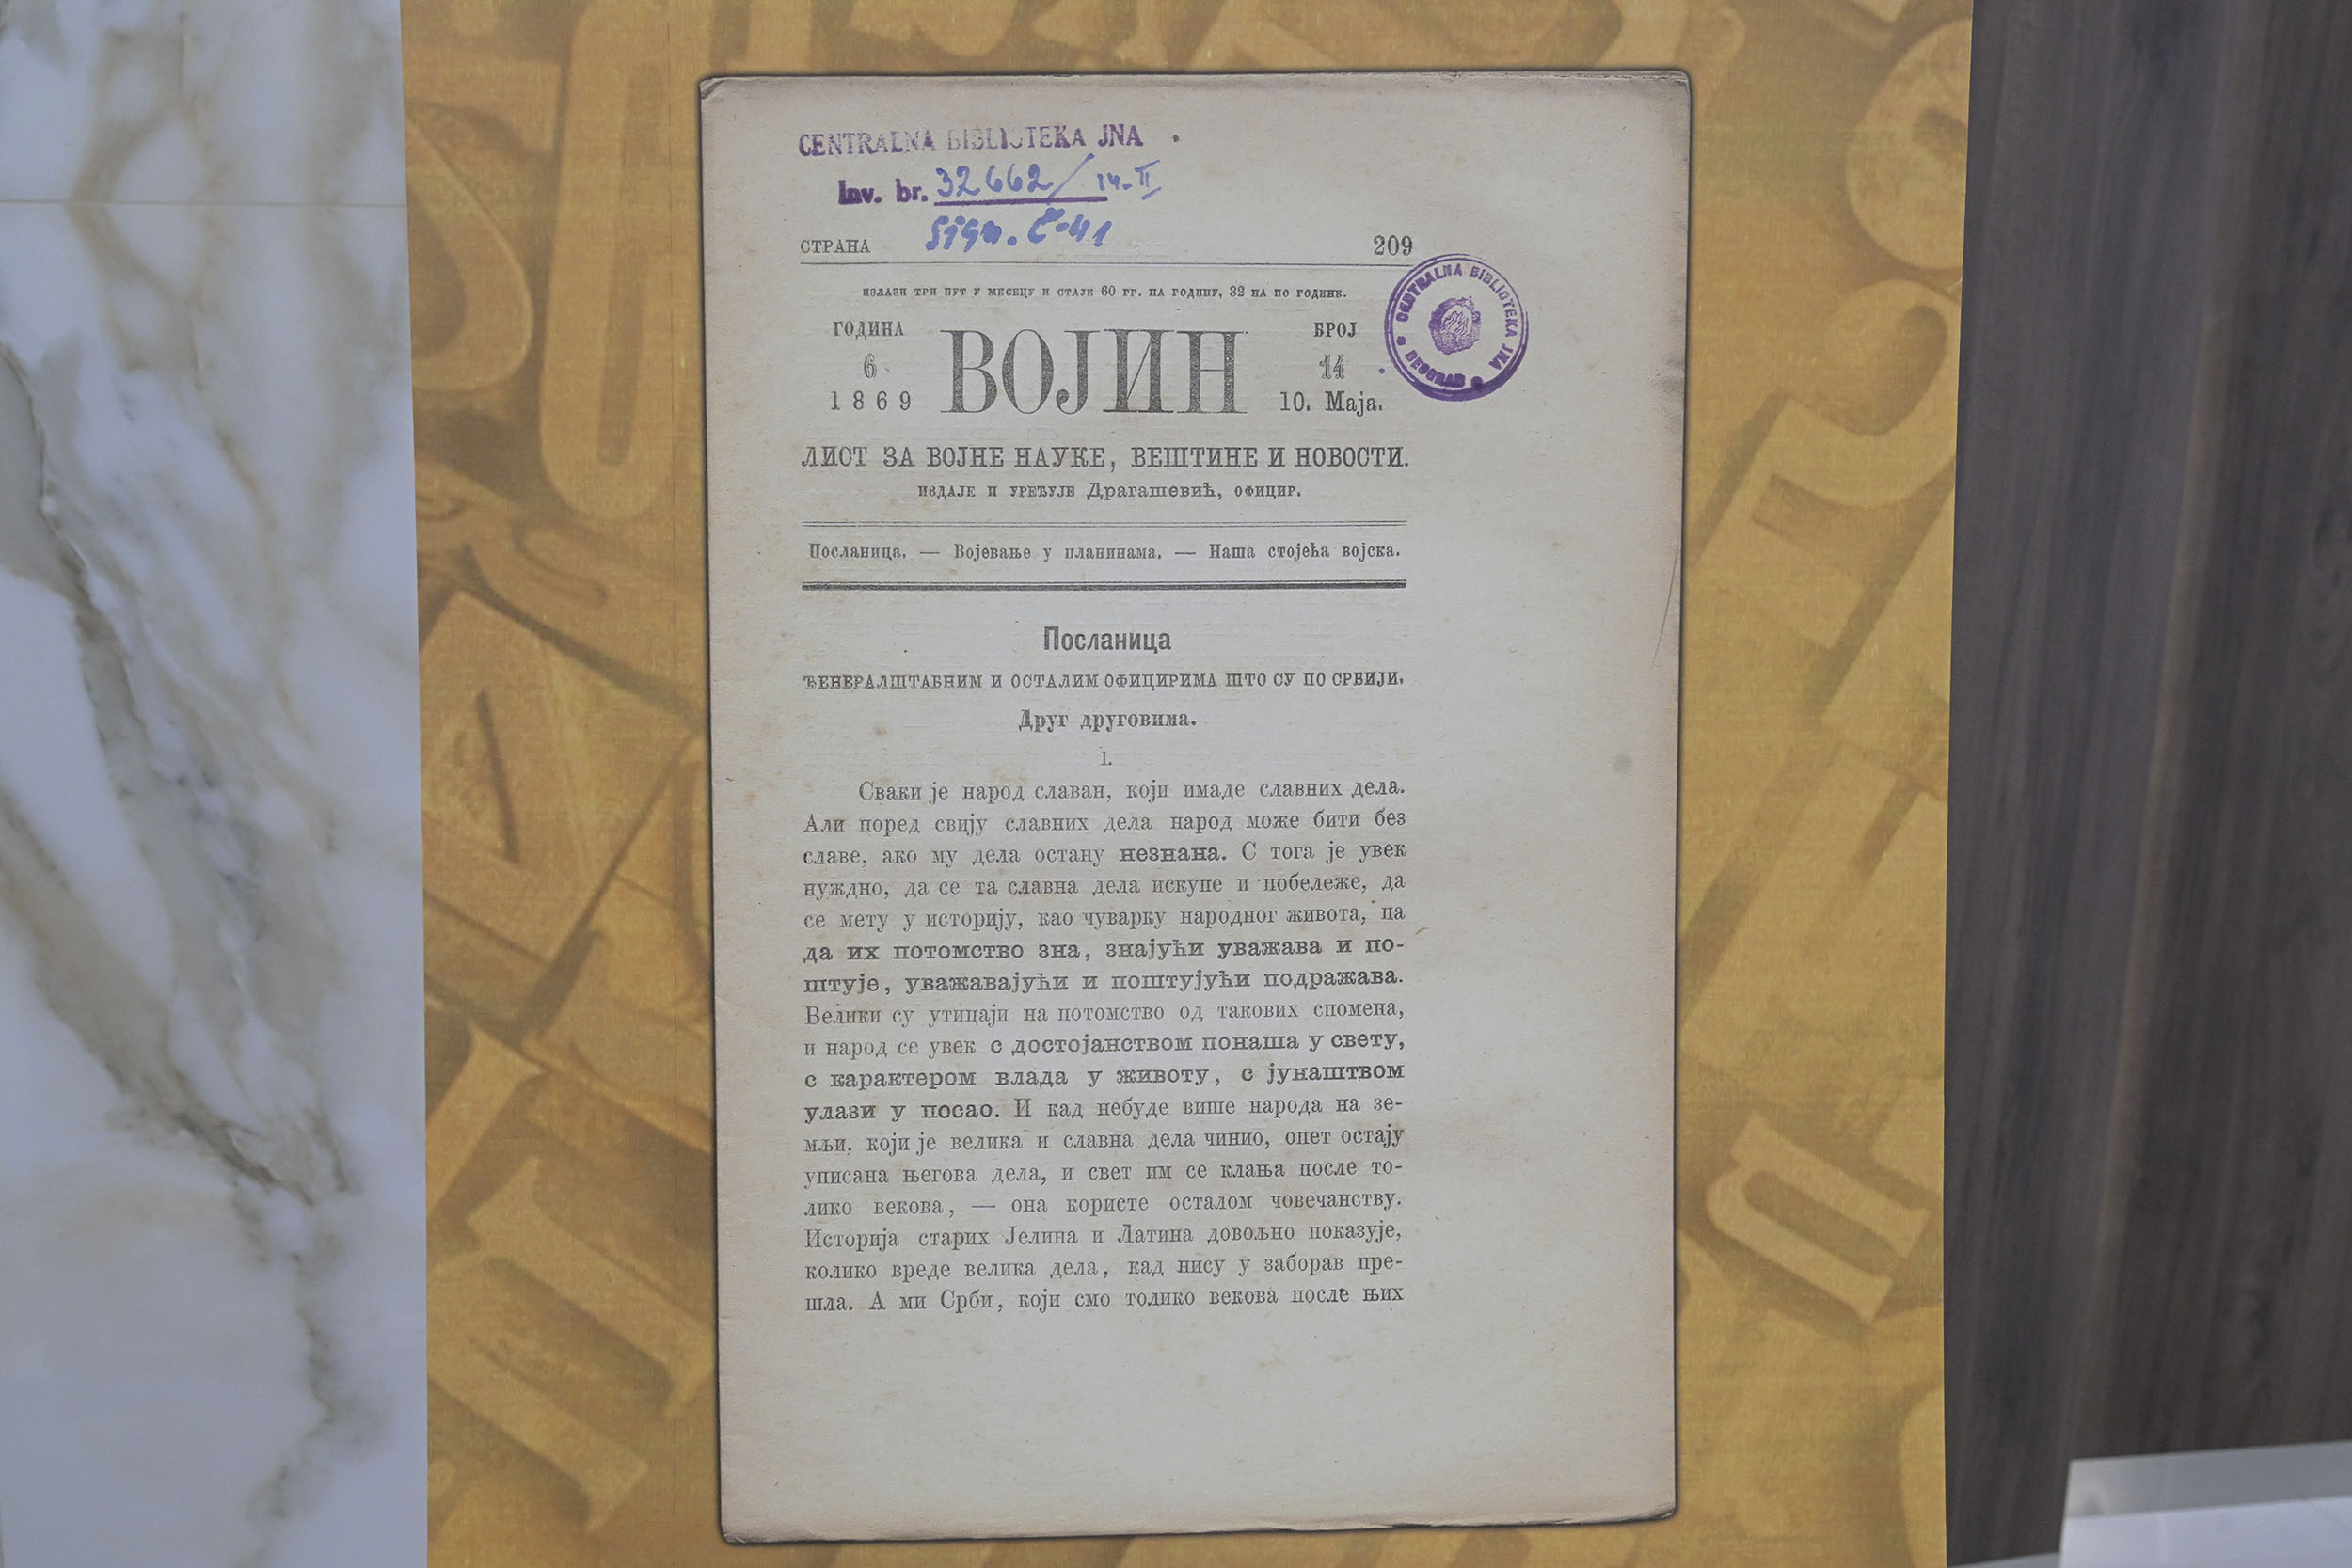 CENTRALNA BIBLIOTEKA JNA
Inv. br. 32662/14-II
Sign. Č-41
СТРАНА 209
ИЗЛАЗИ ТРИ ПУТ У МЕСЕЦУ И СТАЈЕ 60 ГР. НА ГОДИНУ, 32 НА ПО ГОДИНЕ.
ГОДИНА
6
1869
ВОЈИН
БРОЈ
14
10. Маја.
CENTRALNA BIBLIOTEKA JNA
BEOGRAD
ЛИСТ ЗА ВОЈНЕ НАУКЕ, ВЕШТИНЕ И НОВОСТИ.
ИЗДАЈЕ И УРЕЂУЈЕ Драгашевић, ОФИЦИР.
Посланица. — Војевање у планинама. — Наша стојећа војска.
Посланица
ЂЕНЕРАЛШТАБНИМ И ОСТАЛИМ ОФИЦИРИМА ШТО СУ ПО СРБИЈИ.
Друг друговима.
I.
Сваки је народ славан, који имаде славних дела.
Али поред свију славних дела народ може бити без
славе, ако му дела остану незнана. С тога је увек
нуждно, да се та славна дела искупе и побележе, да
се мету у историју, као чуварку народног живота, па
да их потомство зна, знајући уважава и по-
штује, уважавајући и поштујући подражава.
Велики су утицаји на потомство од такових спомена,
и народ се увек с достојанством понаша у свету,
с карактером влада у животу, с јунаштвом
улази у посао. И кад небуде више народа на зе-
мљи, који је велика и славна дела чинио, опет остају
уписана његова дела, и свет им се клања после то-
лико векова, — она користе осталом човечанству.
Историја старих Јелина и Латина довољно показује,
колико вреде велика дела, кад нису у заборав пре-
шла. А ми Срби, који смо толико векова после њих